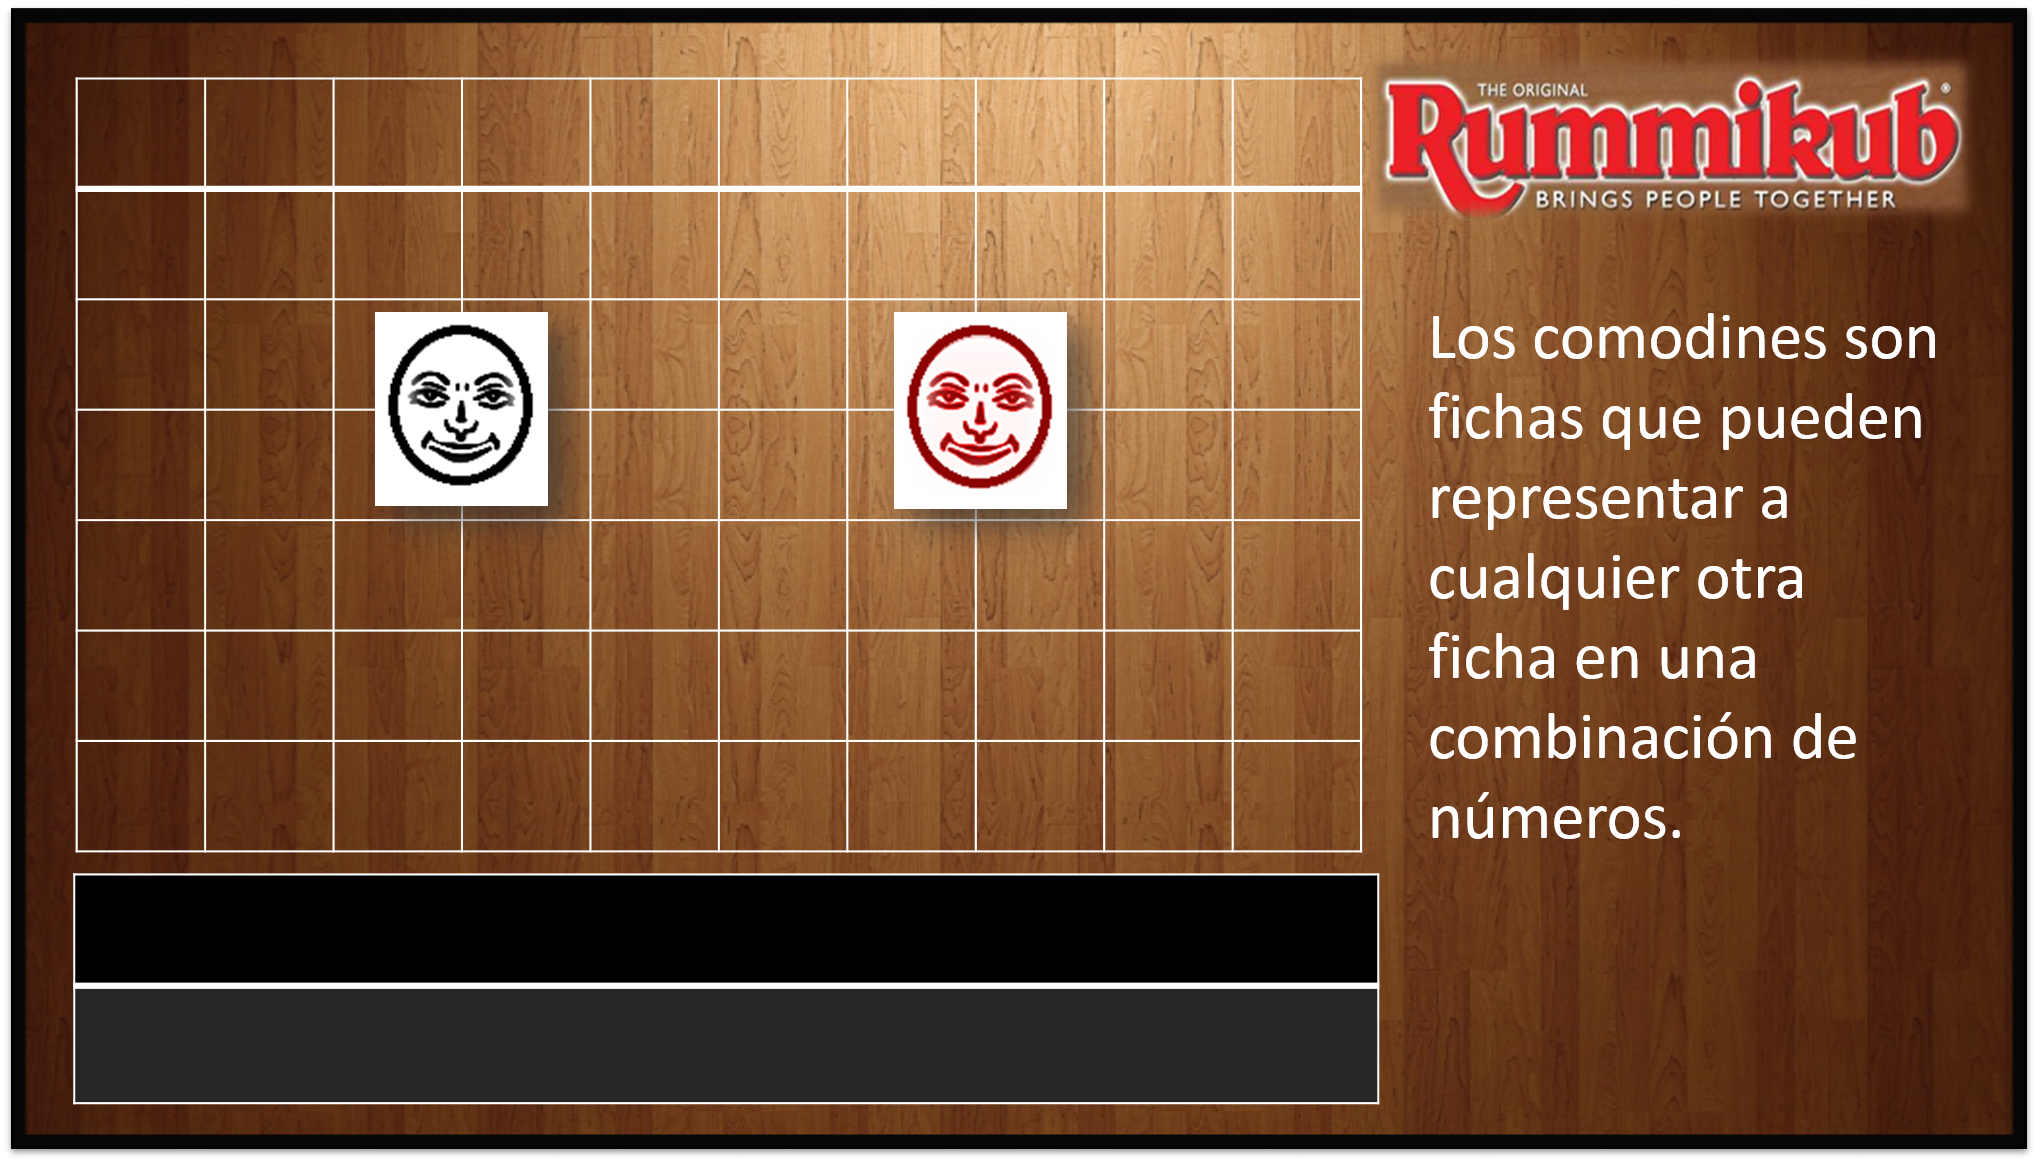 THE ORIGINAL
Rummikub®
BRINGS PEOPLE TOGETHER
Los comodines son
fichas que pueden
representar a
cualquier otra
ficha en una
combinación de
números.